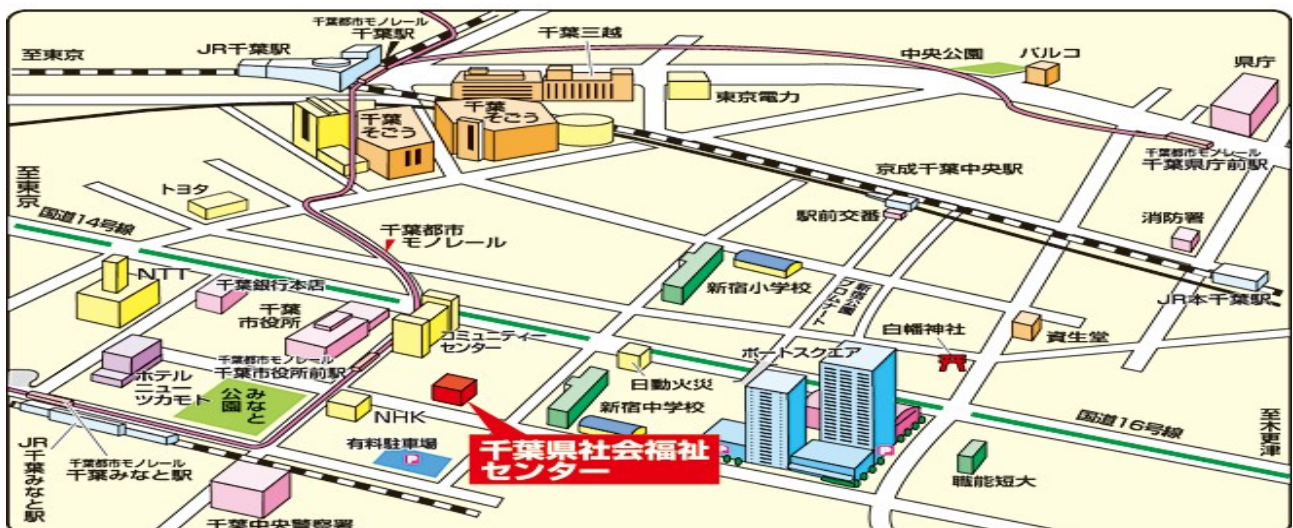 千葉都市モノレール
千葉駅
JR千葉駅
至東京
千葉三越
中央公園
パルコ
県庁
東京電力
千葉
そごう
千葉
そごう
千葉都市モノレール
千葉県庁前駅
京成千葉中央駅
至東京
トヨタ
国道14号線
駅前交番
消防署
千葉都市
モノレール
NTT
千葉銀行本店
新宿小学校
新宿公園
プロムナード
JR本千葉駅
千葉
市役所
白幡神社
資生堂
コミュニティー
センター
ポートスクエア
千葉都市モノレール
千葉市役所前駅
ホテル
ニュー
ツカモト
みなと
公園
日動火災
NHK
新宿中学校
国道16号線
至木更津
有料駐車場
P
千葉県社会福祉
センター
P
P
JR
千葉みなと駅
千葉都市モノレール
千葉みなと駅
職能短大
千葉中央警察署